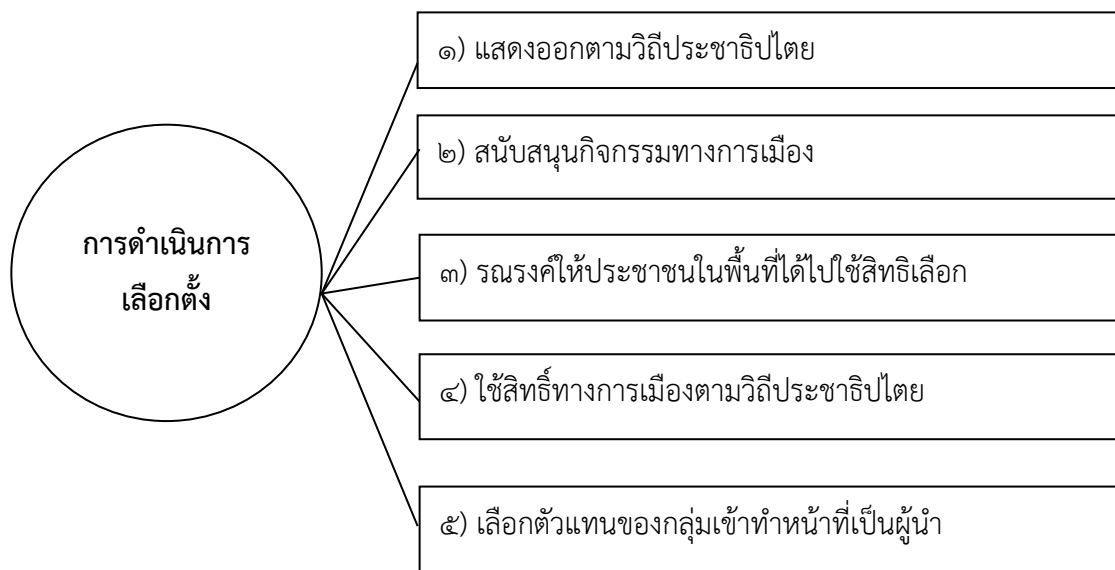 การดำเนินการ
เลือกตั้ง
๑) แสดงออกตามวิถีประชาธิปไตย
๒) สนับสนุนกิจกรรมทางการเมือง
๓) รณรงค์ให้ประชาชนในพื้นที่ได้ไปใช้สิทธิเลือก
๔) ใช้สิทธิ์ทางการเมืองตามวิถีประชาธิปไตย
๕) เลือกตัวแทนของกลุ่มเข้าทำหน้าที่เป็นผู้นำ